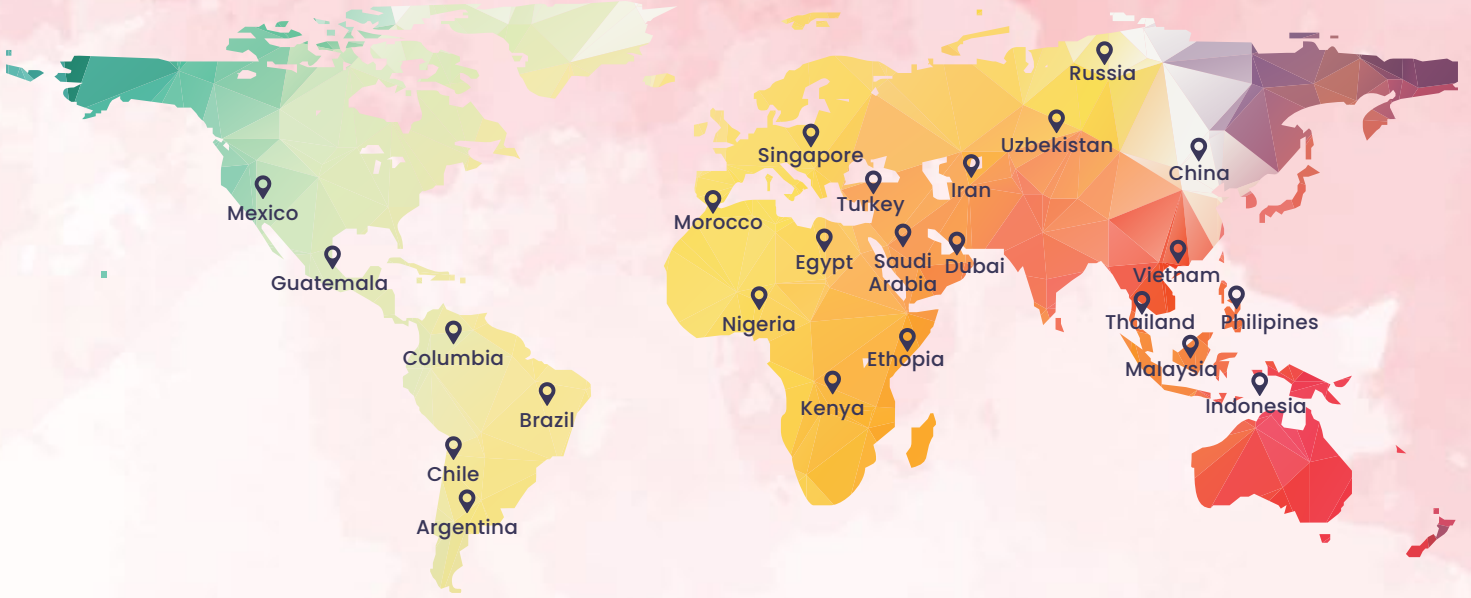 Russia
Uzbekistan
Singapore
China
Iran
Turkey
Mexico
Morocco
Egypt
Saudi
Arabia
Dubai
Vietnam
Guatemala
Nigeria
Thailand
Philipines
Columbia
Ethopia
Malaysia
Kenya
Indonesia
Brazil
Chile
Argentina